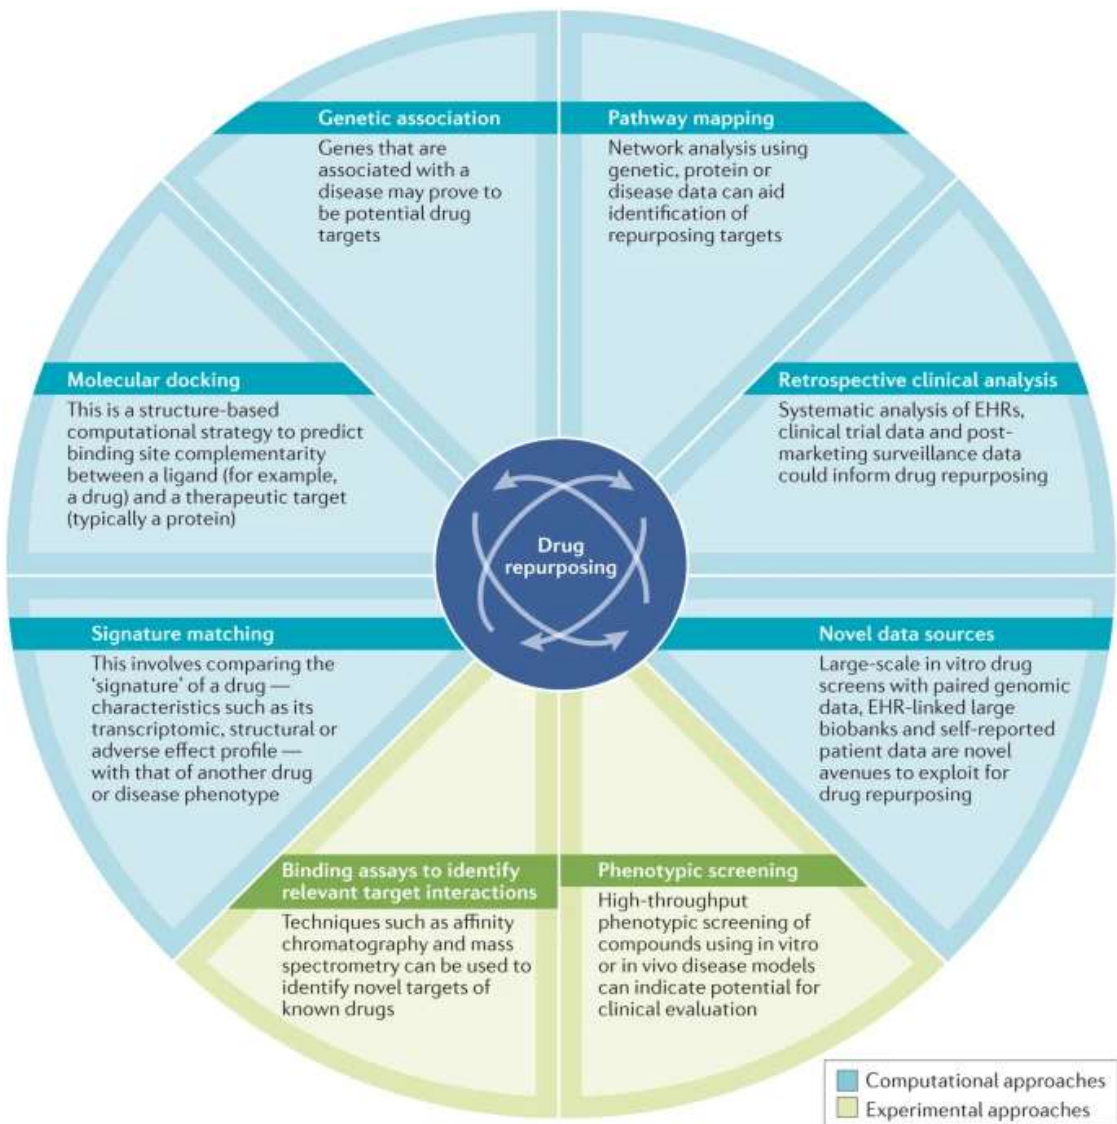 Genetic association
Genes that are
associated with a
disease may prove to
be potential drug
targets
Pathway mapping
Network analysis using
genetic, protein or
disease data can aid
identification of
repurposing targets
Molecular docking
This is a structure-based
computational strategy to predict
binding site complementarity
between a ligand (for example,
a drug) and a therapeutic target
(typically a protein)
Retrospective clinical analysis
Systematic analysis of EHRs,
clinical trial data and post-
marketing surveillance data
could inform drug repurposing
Drug
repurposing
Signature matching
This involves comparing the
‘signature’ of a drug —
characteristics such as its
transcriptomic, structural or
adverse effect profile —
with that of another drug
or disease phenotype
Novel data sources
Large-scale in vitro drug
screens with paired genomic
data, EHR-linked large
biobanks and self-reported
patient data are novel
avenues to exploit for
drug repurposing
Binding assays to identify
relevant target interactions
Techniques such as affinity
chromatography and mass
spectrometry can be used to
identify novel targets of
known drugs
Phenotypic screening
High-throughput
phenotypic screening of
compounds using in vitro
or in vivo disease models
can indicate potential for
clinical evaluation
Computational approaches
Experimental approaches